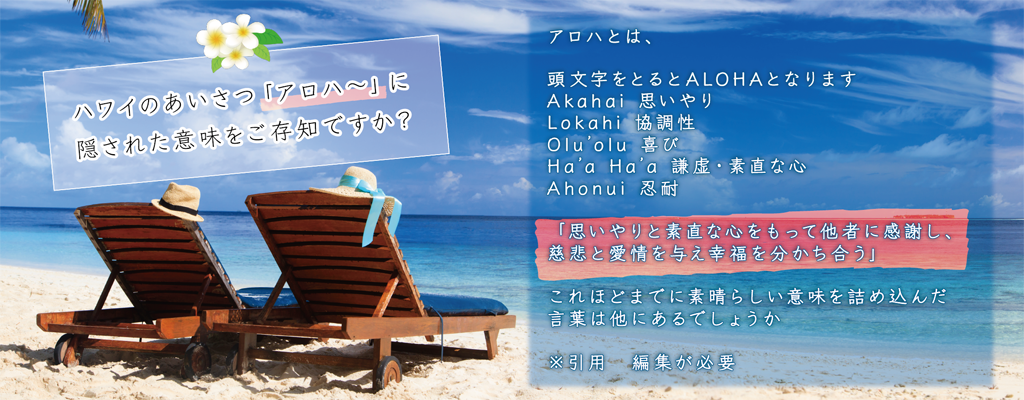 ハワイのあいさつ「アロハ～」に
隠された意味をご存知ですか?
アロハとは、
頭文字をとるとALOHAとなります
Akahai 思いやり
Lokahi 協調性
Olu'olu 喜び
Ha'a Ha'a 謙虚・素直な心
Ahonui 忍耐
「思いやりと素直な心をもって他者に感謝し、
慈悲と愛情を与え幸福を分かち合う」
これほどまでに素晴らしい意味を詰め込んだ
言葉は他にあるでしょうか
※引用　編集が必要